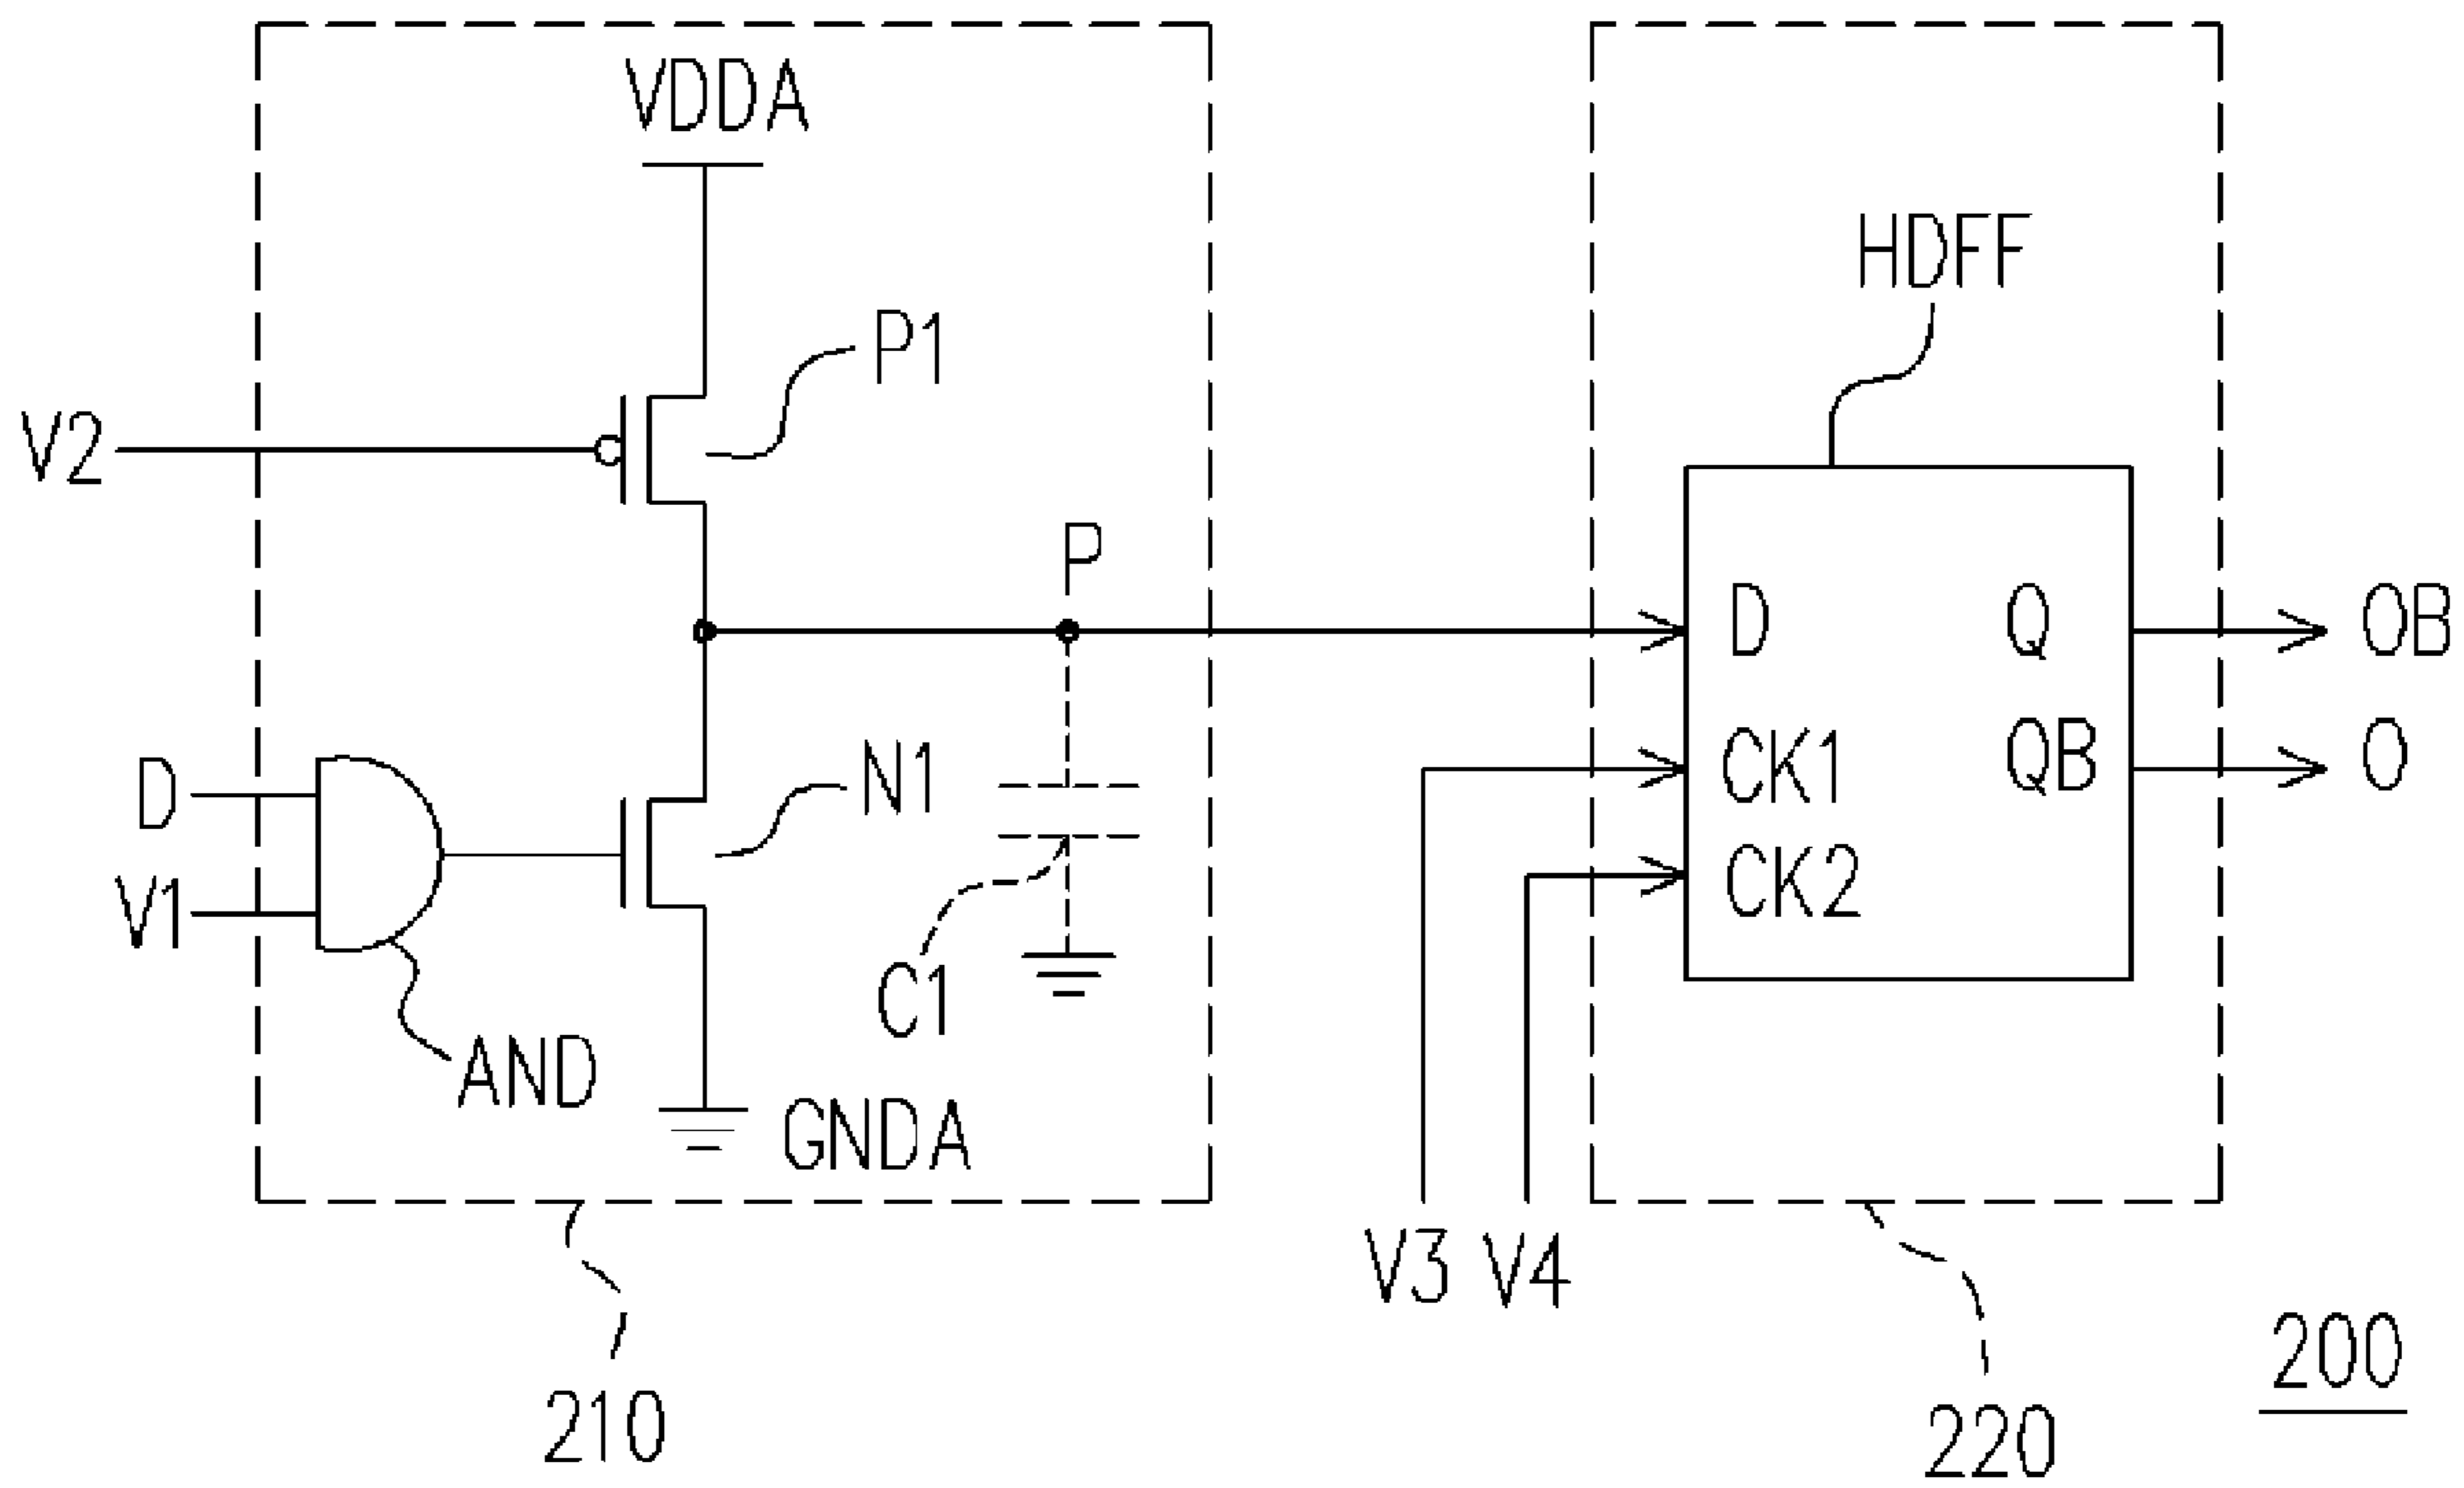 VDDA
HDFF
P1
V2
P
D
Q
OB
CK1
QB
O
CK2
D
V1
N1
C1
AND
GNDA
V3
V4
210
220
200